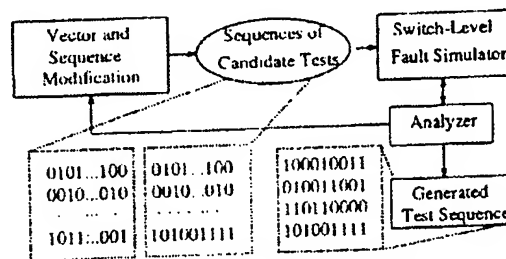 Vector and
Sequence
Modification
Sequences of
Candidate Tests
Switch-Level
Fault Simulator
Analyzer
0101...100
0010...010
. ... .
1011:..001
0101...100
0010...010
... ...
101001111
100010011
010011001
110110000
101001111
Generated
Test Sequence